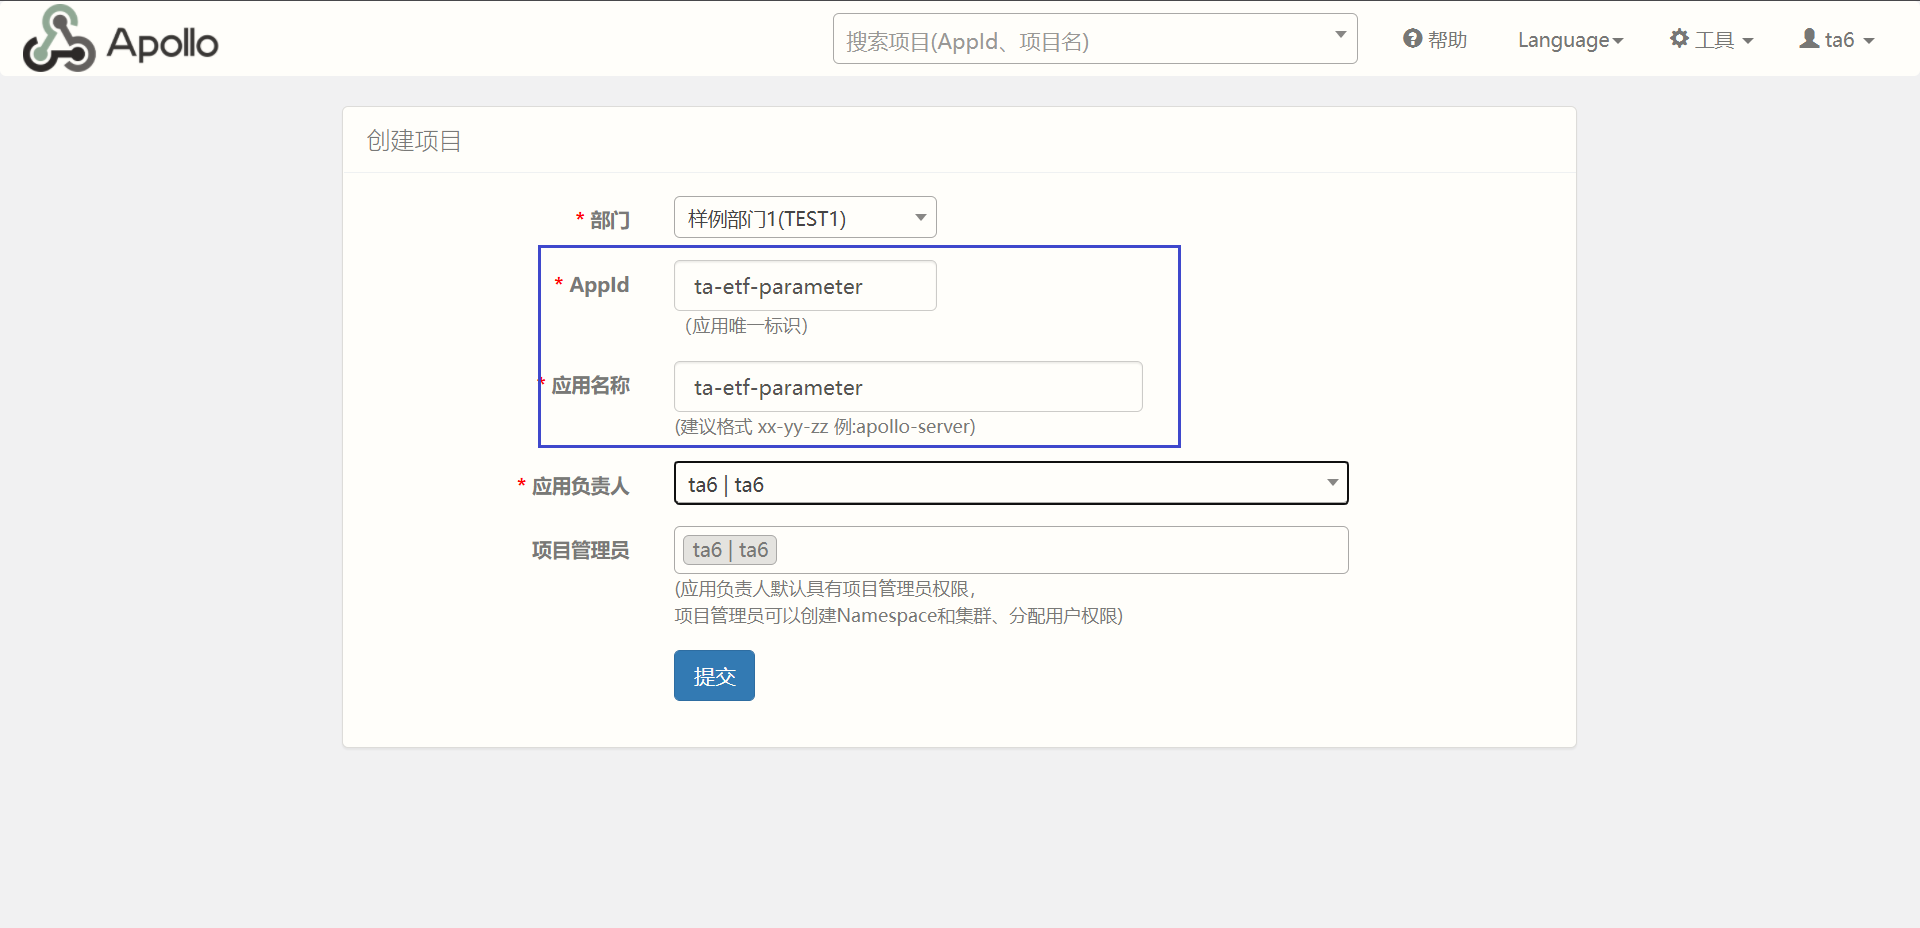 Apollo
搜索项目(AppId、项目名)
帮助
Language
工具
ta6
创建项目
* 部门
样例部门1(TEST1)
* AppId
ta-etf-parameter
(应用唯一标识)
* 应用名称
ta-etf-parameter
(建议格式 xx-yy-zz 例:apollo-server)
* 应用负责人
ta6 | ta6
项目管理员
ta6 | ta6
(应用负责人默认具有项目管理员权限，
项目管理员可以创建Namespace和集群、分配用户权限)
提交